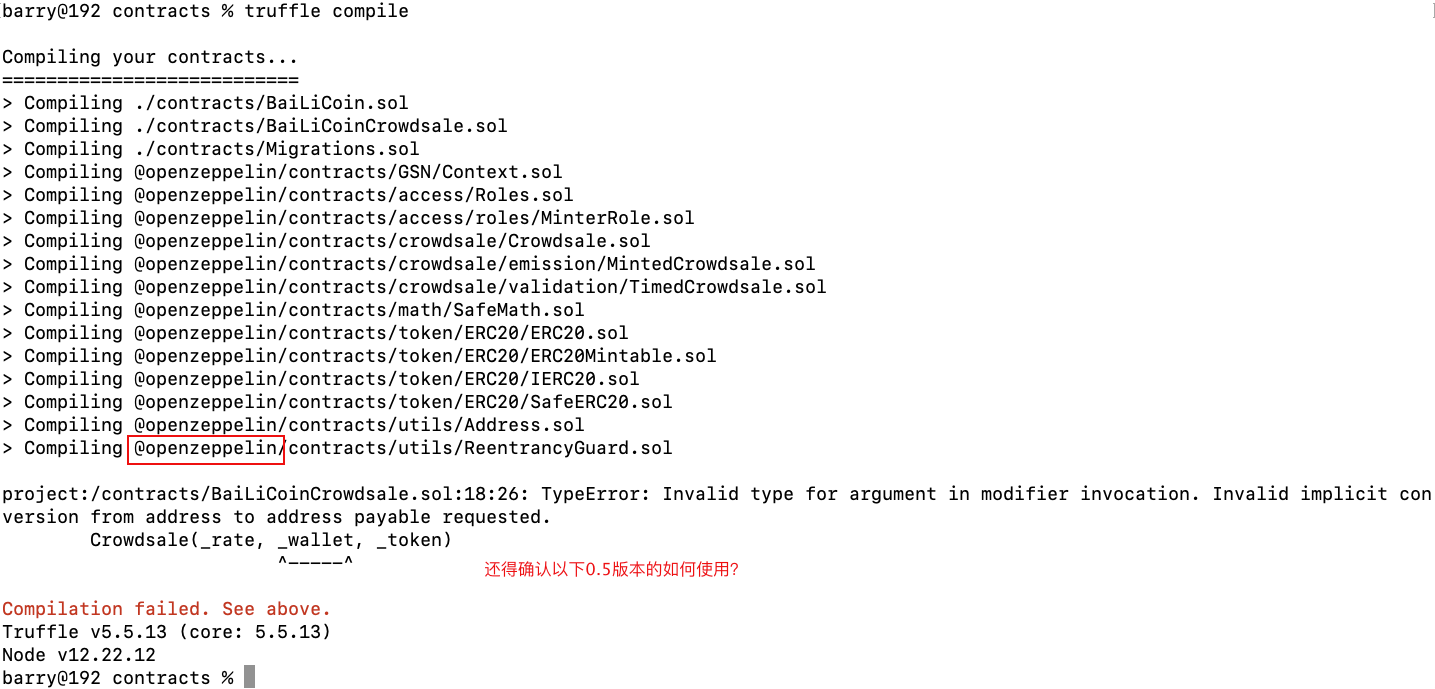 barry@192 contracts % truffle compile
Compiling your contracts...
===========================
> Compiling ./contracts/BaiLiCoin.sol
> Compiling ./contracts/BaiLiCoinCrowdsale.sol
> Compiling ./contracts/Migrations.sol
> Compiling @openzeppelin/contracts/GSN/Context.sol
> Compiling @openzeppelin/contracts/access/Roles.sol
> Compiling @openzeppelin/contracts/access/roles/MinterRole.sol
> Compiling @openzeppelin/contracts/crowdsale/Crowdsale.sol
> Compiling @openzeppelin/contracts/crowdsale/emission/MintedCrowdsale.sol
> Compiling @openzeppelin/contracts/crowdsale/validation/TimedCrowdsale.sol
> Compiling @openzeppelin/contracts/math/SafeMath.sol
> Compiling @openzeppelin/contracts/token/ERC20/ERC20.sol
> Compiling @openzeppelin/contracts/token/ERC20/ERC20Mintable.sol
> Compiling @openzeppelin/contracts/token/ERC20/IERC20.sol
> Compiling @openzeppelin/contracts/token/ERC20/SafeERC20.sol
> Compiling @openzeppelin/contracts/utils/Address.sol
> Compiling @openzeppelin/contracts/utils/ReentrancyGuard.sol
project:/contracts/BaiLiCoinCrowdsale.sol:18:26: TypeError: Invalid type for argument in modifier invocation. Invalid implicit con
version from address to address payable requested.
Crowdsale(_rate, _wallet, _token)
^-----^
还得确认以下0.5版本的如何使用?
Compilation failed. See above.
Truffle v5.5.13 (core: 5.5.13)
Node v12.22.12
barry@192 contracts %